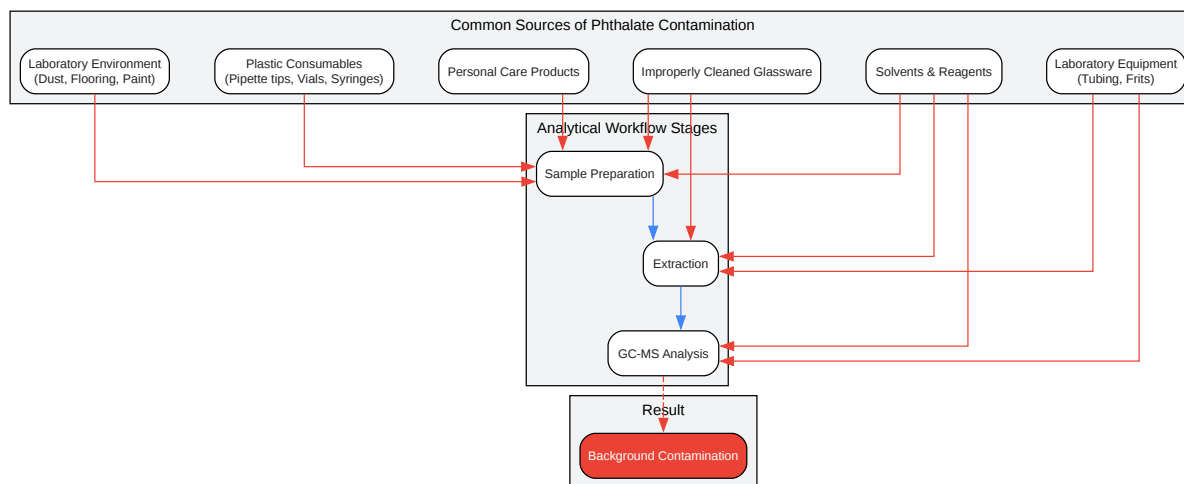 Common Sources of Phthalate Contamination
Laboratory Environment
(Dust, Flooring, Paint)
Plastic Consumables
(Pipette tips, Vials, Syringes)
Personal Care Products
Improperly Cleaned Glassware
Solvents & Reagents
Laboratory Equipment
(Tubing, Frits)
Analytical Workflow Stages
Sample Preparation
Extraction
GC-MS Analysis
Result
Background Contamination